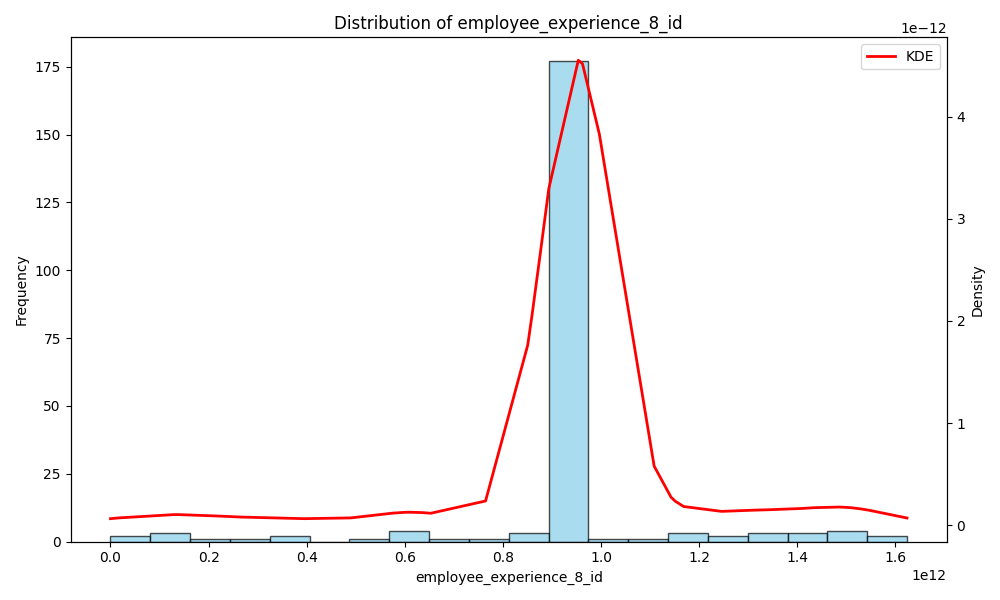 Distribution of employee_experience_8_id
1e−12
KDE
175
150
125
100
75
50
25
0
Frequency
4
3
2
1
0
Density
0.0 0.2 0.4 0.6 0.8 1.0 1.2 1.4 1.6
1e12
employee_experience_8_id